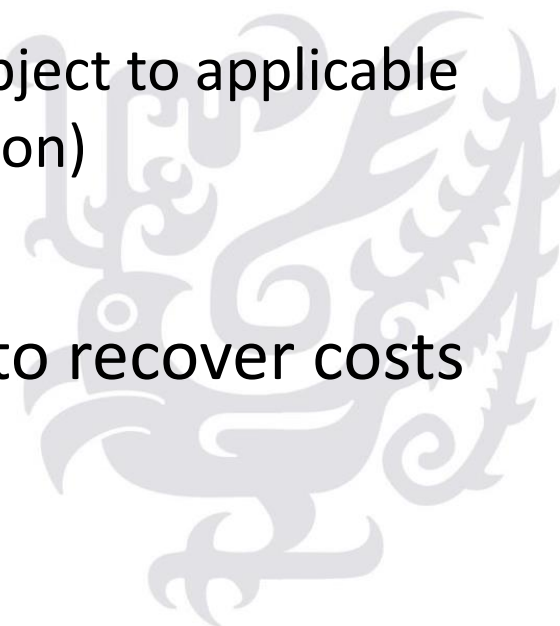 bject to applicable
on)
to recover costs